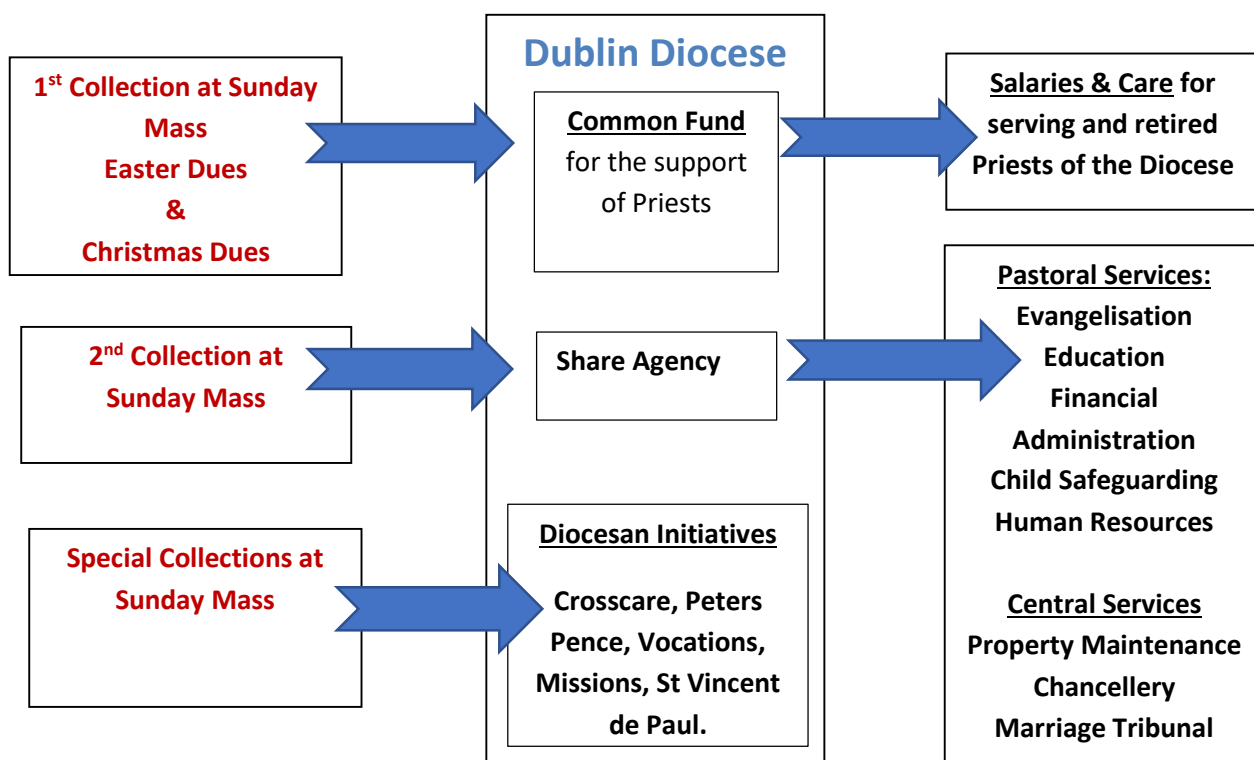 Dublin Diocese
1st Collection at Sunday
Mass
Easter Dues
&
Christmas Dues
Common Fund
for the support
of Priests
Salaries & Care for
serving and retired
Priests of the Diocese
2nd Collection at
Sunday Mass
Share Agency
Pastoral Services:
Evangelisation
Education
Financial
Administration
Child Safeguarding
Human Resources
Central Services
Property Maintenance
Chancellery
Marriage Tribunal
Special Collections at
Sunday Mass
Diocesan Initiatives
Crosscare, Peters
Pence, Vocations,
Missions, St Vincent
de Paul.